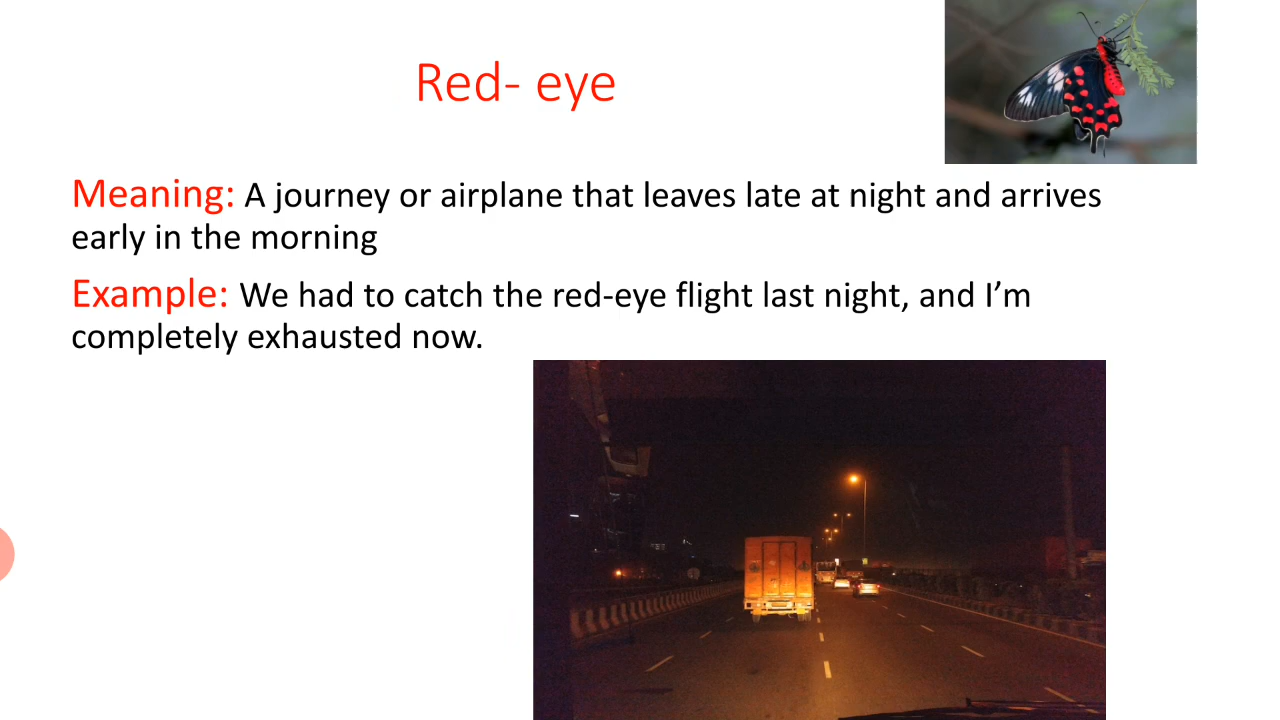 Red- eye
Meaning: A journey or airplane that leaves late at night and arrives
early in the morning
Example: We had to catch the red-eye flight last night, and I’m
completely exhausted now.